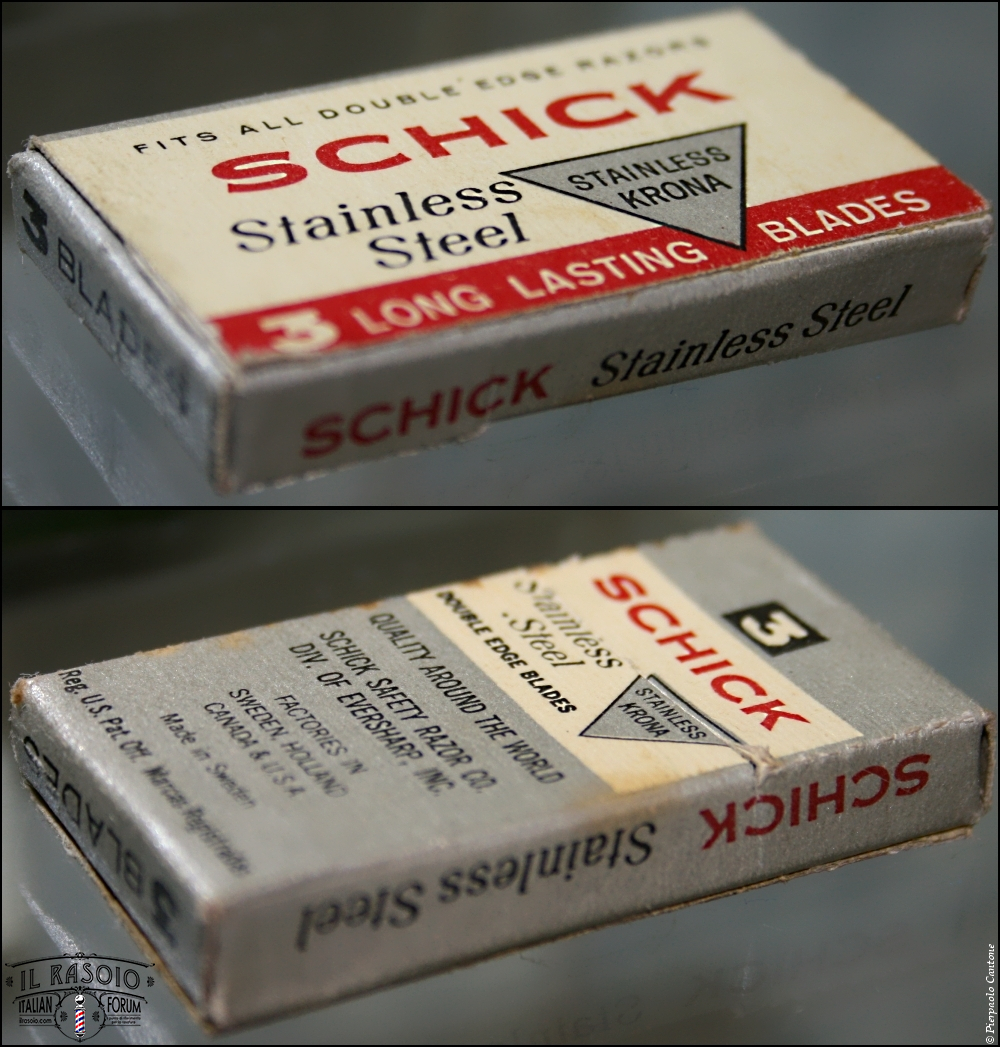 FITS ALL DOUBLE EDGE RAZORS
SCHICK
Stainless
Steel
STAINLESS
KRONA
3 LONG LASTING BLADES
3 BLADES
SCHICK Stainless Steel
3
SCHICK
Stainless
Steel
DOUBLE EDGE BLADES
STAINLESS
KRONA
QUALITY AROUND THE WORLD
SCHICK SAFETY RAZOR CO.
DIV. OF EVERSHARP, INC.
FACTORIES IN
SWEDEN HOLLAND
CANADA & U.S.A.
Made in Sweden
Reg. U.S. Pat. Off. Marcas Registradas
3 BLADES
SCHICK Stainless Steel
IL RASOIO
ITALIAN FORUM
ilrasoio.com
© Pierpaolo Cantone